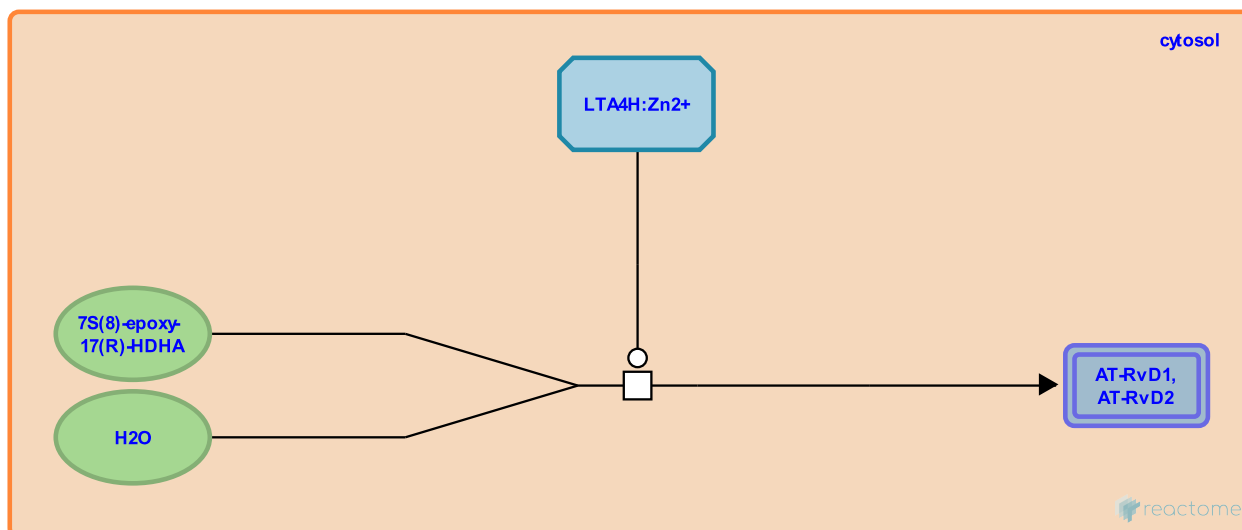 cytosol
LTA4H:Zn2+
7S(8)-epoxy-
17(R)-HDHA
H2O
AT-RvD1,
AT-RvD2
reactome